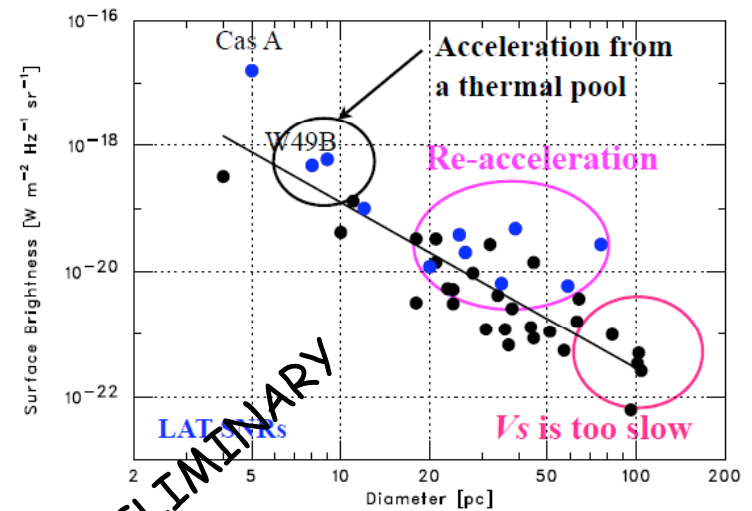 10⁻¹⁶
Cas A
Acceleration from
a thermal pool
10⁻¹⁸
W49B
Re-acceleration
10⁻²⁰
10⁻²²
LAT SNRs
Vs is too slow
LIMINARY
2 5 10 20 50 100 200
Diameter [pc]
Surface Brightness [W m⁻² Hz⁻¹ sr⁻¹]